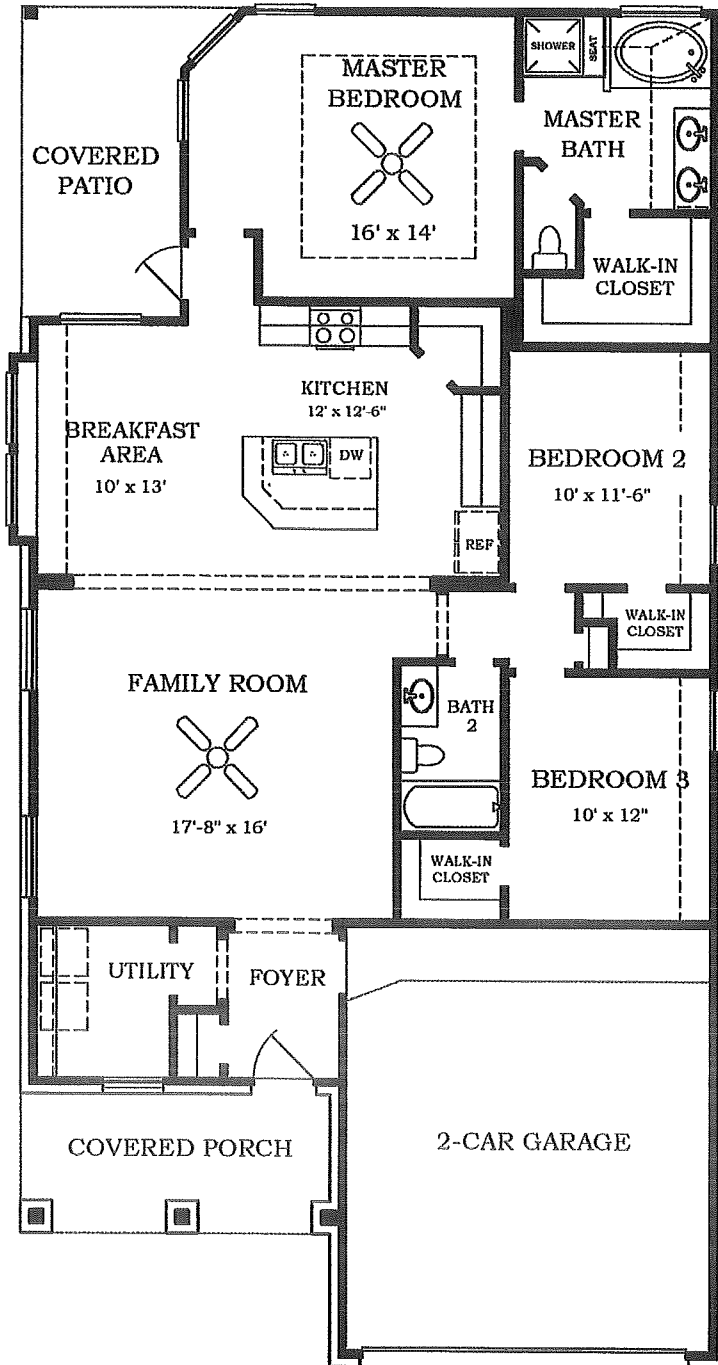 SHOWER
SEAT
MASTER
BEDROOM
16' x 14'
MASTER
BATH
COVERED
PATIO
WALK-IN
CLOSET
KITCHEN
12' x 12'-6"
BREAKFAST
AREA
10' x 13'
DW
REF
BEDROOM 2
10' x 11'-6"
WALK-IN
CLOSET
FAMILY ROOM
17'-8" x 16'
BATH
2
BEDROOM 3
10' x 12"
WALK-IN
CLOSET
UTILITY
FOYER
COVERED PORCH
2-CAR GARAGE